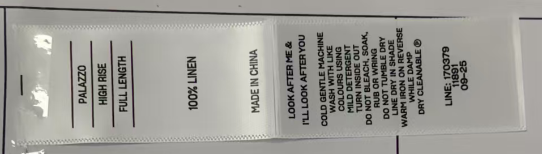 PALAZZO
HIGH RISE
FULL LENGTH
100% LINEN
MADE IN CHINA
LOOK AFTER ME &
I'LL LOOK AFTER YOU
COLD GENTLE MACHINE
WASH WITH LIKE
COLOURS USING
MILD DETERGENT
TURN INSIDE OUT
DO NOT BLEACH, SOAK,
RUB OR WRING
DO NOT TUMBLE DRY
LINE DRY IN SHADE
WARM IRON ON REVERSE
WHILE DAMP
DRY CLEANABLE Ⓟ
LINE: 170379
11891
09-25